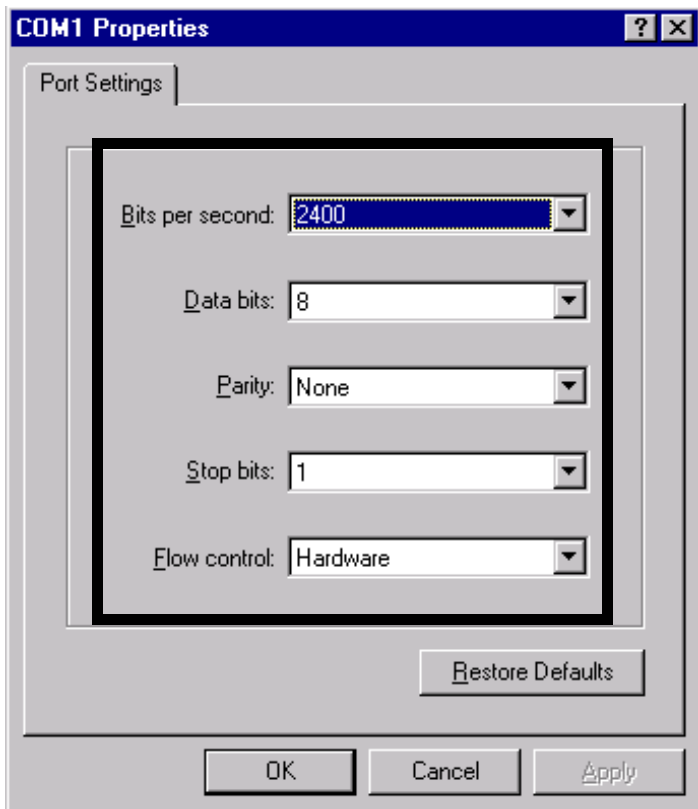 COM1 Properties
Port Settings
Bits per second: 2400
Data bits: 8
Parity: None
Stop bits: 1
Flow control: Hardware
Restore Defaults
OK Cancel Apply